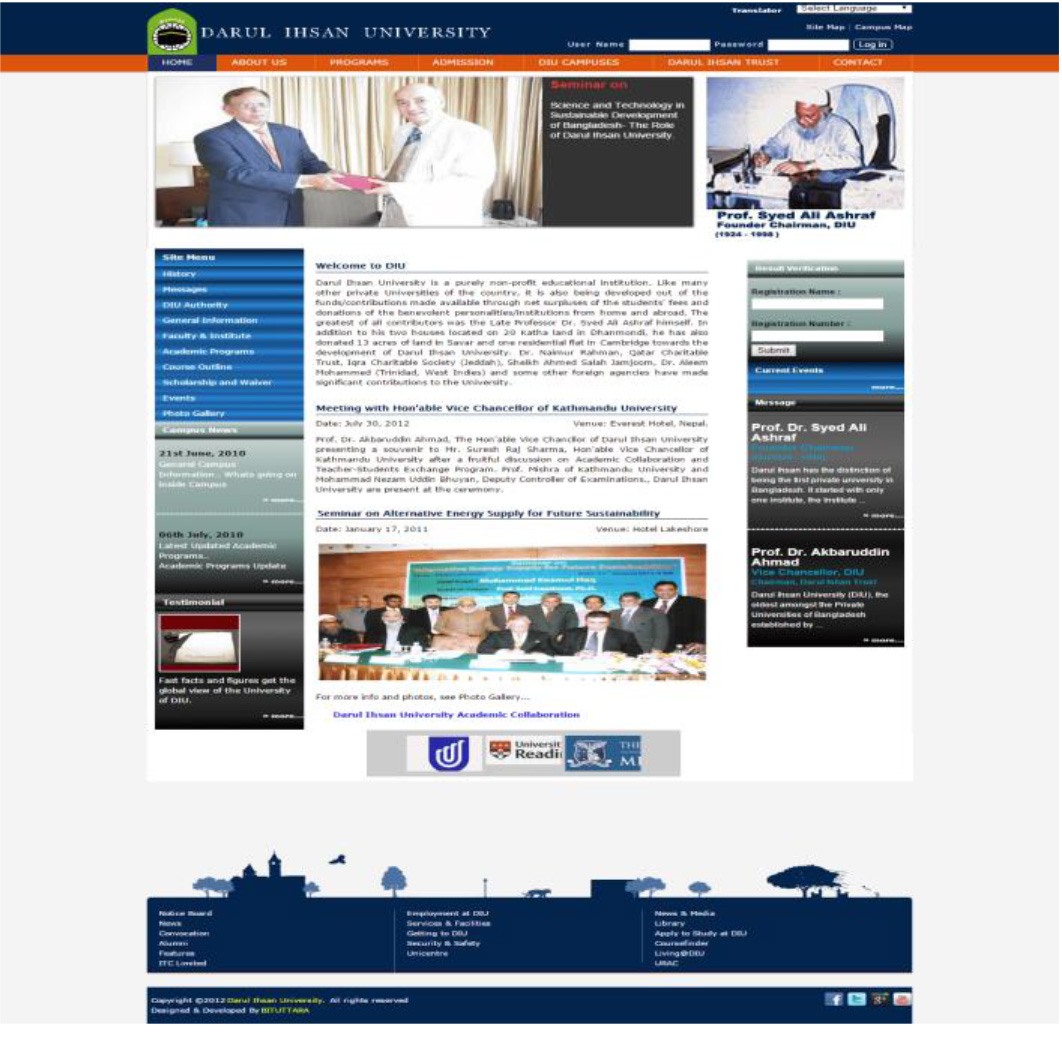 Translator Select Language
DARUL IHSAN UNIVERSITY
Site Map | Campus Map
User Name Password Log in
HOME ABOUT US PROGRAMS ADMISSION DIU CAMPUSES DARUL IHSAN TRUST CONTACT
Seminar on
Science and Technology in
Sustainable Development
of Bangladesh- The Role
of Darul Ihsan University.
Prof. Syed Ali Ashraf
Founder Chairman, DIU
(1924 - 1998 )
Site Menu
History
Messages
DIU Authority
General Information
Faculty & Institute
Academic Programs
Course Outline
Scholarship and Waiver
Events
Photo Gallery
Campus News
21st June, 2010
General Campus
Information... Whats going on
inside Campus
» more...
06th July, 2010
Latest Updated Academic
Programs...
Academic Programs Update
» more...
Testimonial
Fast facts and figures get the
global view of the University
of DIU.
» more...
Welcome to DIU
Darul Ihsan University is a purely non-profit educational institution. Like many
other private Universities of the country, it is also being developed out of the
funds/contributions made available through net surpluses of the students' fees and
donations of the benevolent personalities/institutions from home and abroad. The
greatest of all contributors was the Late Professor Dr. Syed Ali Ashraf himself. In
addition to his two houses located on 20 Katha land in Dhanmondi, he has also
donated 13 acres of land in Savar and one residential flat in Cambridge towards the
development of Darul Ihsan University. Dr. Naimur Rahman, Qatar Charitable
Trust, Iqra Charitable Society (Jeddah), Sheikh Ahmed Salah Jamjoom, Dr. Aleem
Mohammed (Trinidad, West Indies) and some other foreign agencies have made
significant contributions to the University.
Meeting with Hon'able Vice Chancellor of Kathmandu University
Date: July 30, 2012 Venue: Everest Hotel, Nepal.
Prof. Dr. Akbaruddin Ahmad, The Hon'able Vice Chancllor of Darul Ihsan University
presenting a souvenir to Mr. Suresh Raj Sharma, Hon'able Vice Chancellor of
Kathmandu University after a fruitful discussion on Academic Collaboration and
Teacher-Students Exchange Program. Prof. Mishra of Kathmandu University and
Mohammad Nezam Uddin Bhuyan, Deputy Controller of Examinations., Darul Ihsan
University are present at the ceremony.
Seminar on Alternative Energy Supply for Future Sustainability
Date: January 17, 2011 Venue: Hotel Lakeshore
Seminar on
Alternative Energy Supply for Future Sustainability
Muhammad Enamul Haq
For more info and photos, see Photo Gallery...
Darul Ihsan University Academic Collaboration
Universit
Readi
THE
M
Result Verification
Registration Name :
Registration Number :
Submit
Current Events
more...
Message
Prof. Dr. Syed Ali
Ashraf
Founder Chairman
Darul Ihsan has the distinction of
being the first private university in
Bangladesh. It started with only
one institute, the Institute ...
» more...
Prof. Dr. Akbaruddin
Ahmad
Vice Chancellor, DIU
Chairman, Darul Ishan Trust
Darul Ihsan University (DIU), the
oldest amongst the Private
Universities of Bangladesh
established by ...
» more...
Notice Board
News
Convocation
Alumni
Features
ITC Limited
Employment at DIU
Services & Facilities
Getting to DIU
Security & Safety
Unicentre
News & Media
Library
Apply to Study at DIU
Coursefinder
Living@DIU
URAC
Copyright ©2012 Darul Ihsan University. All rights reserved
Designed & Developed By BITUTTARA